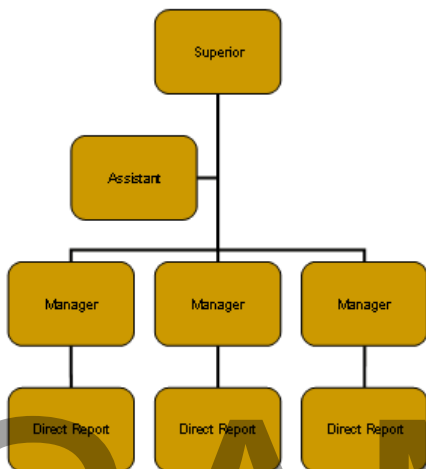 Superior
Assistant
Manager
Manager
Manager
Direct Report
Direct Report
Direct Report